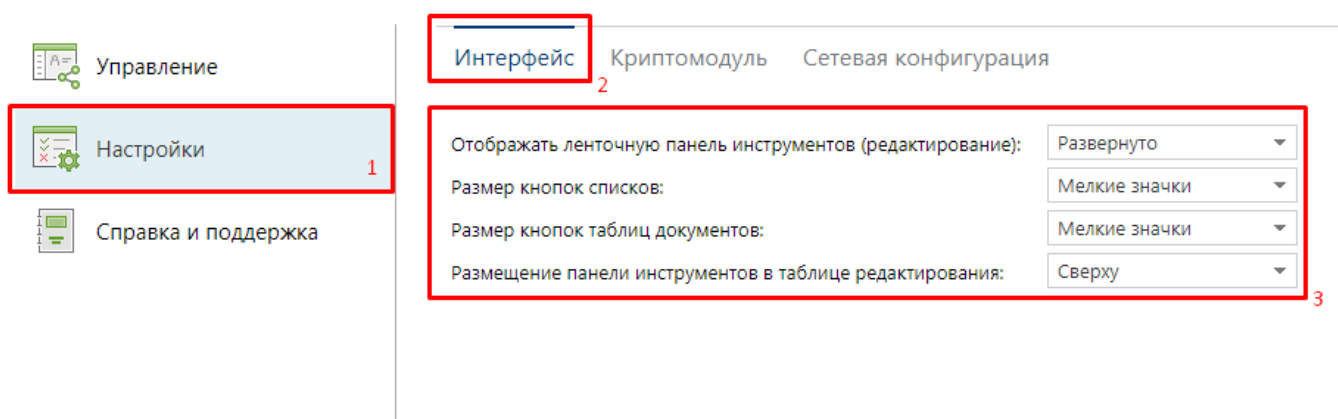 Управление
Настройки
1
Справка и поддержка
Интерфейс Криптомодуль Сетевая конфигурация
2
Отображать ленточную панель инструментов (редактирование): Развернуто
Размер кнопок списков: Мелкие значки
Размер кнопок таблиц документов: Мелкие значки
Размещение панели инструментов в таблице редактирования: Сверху
3